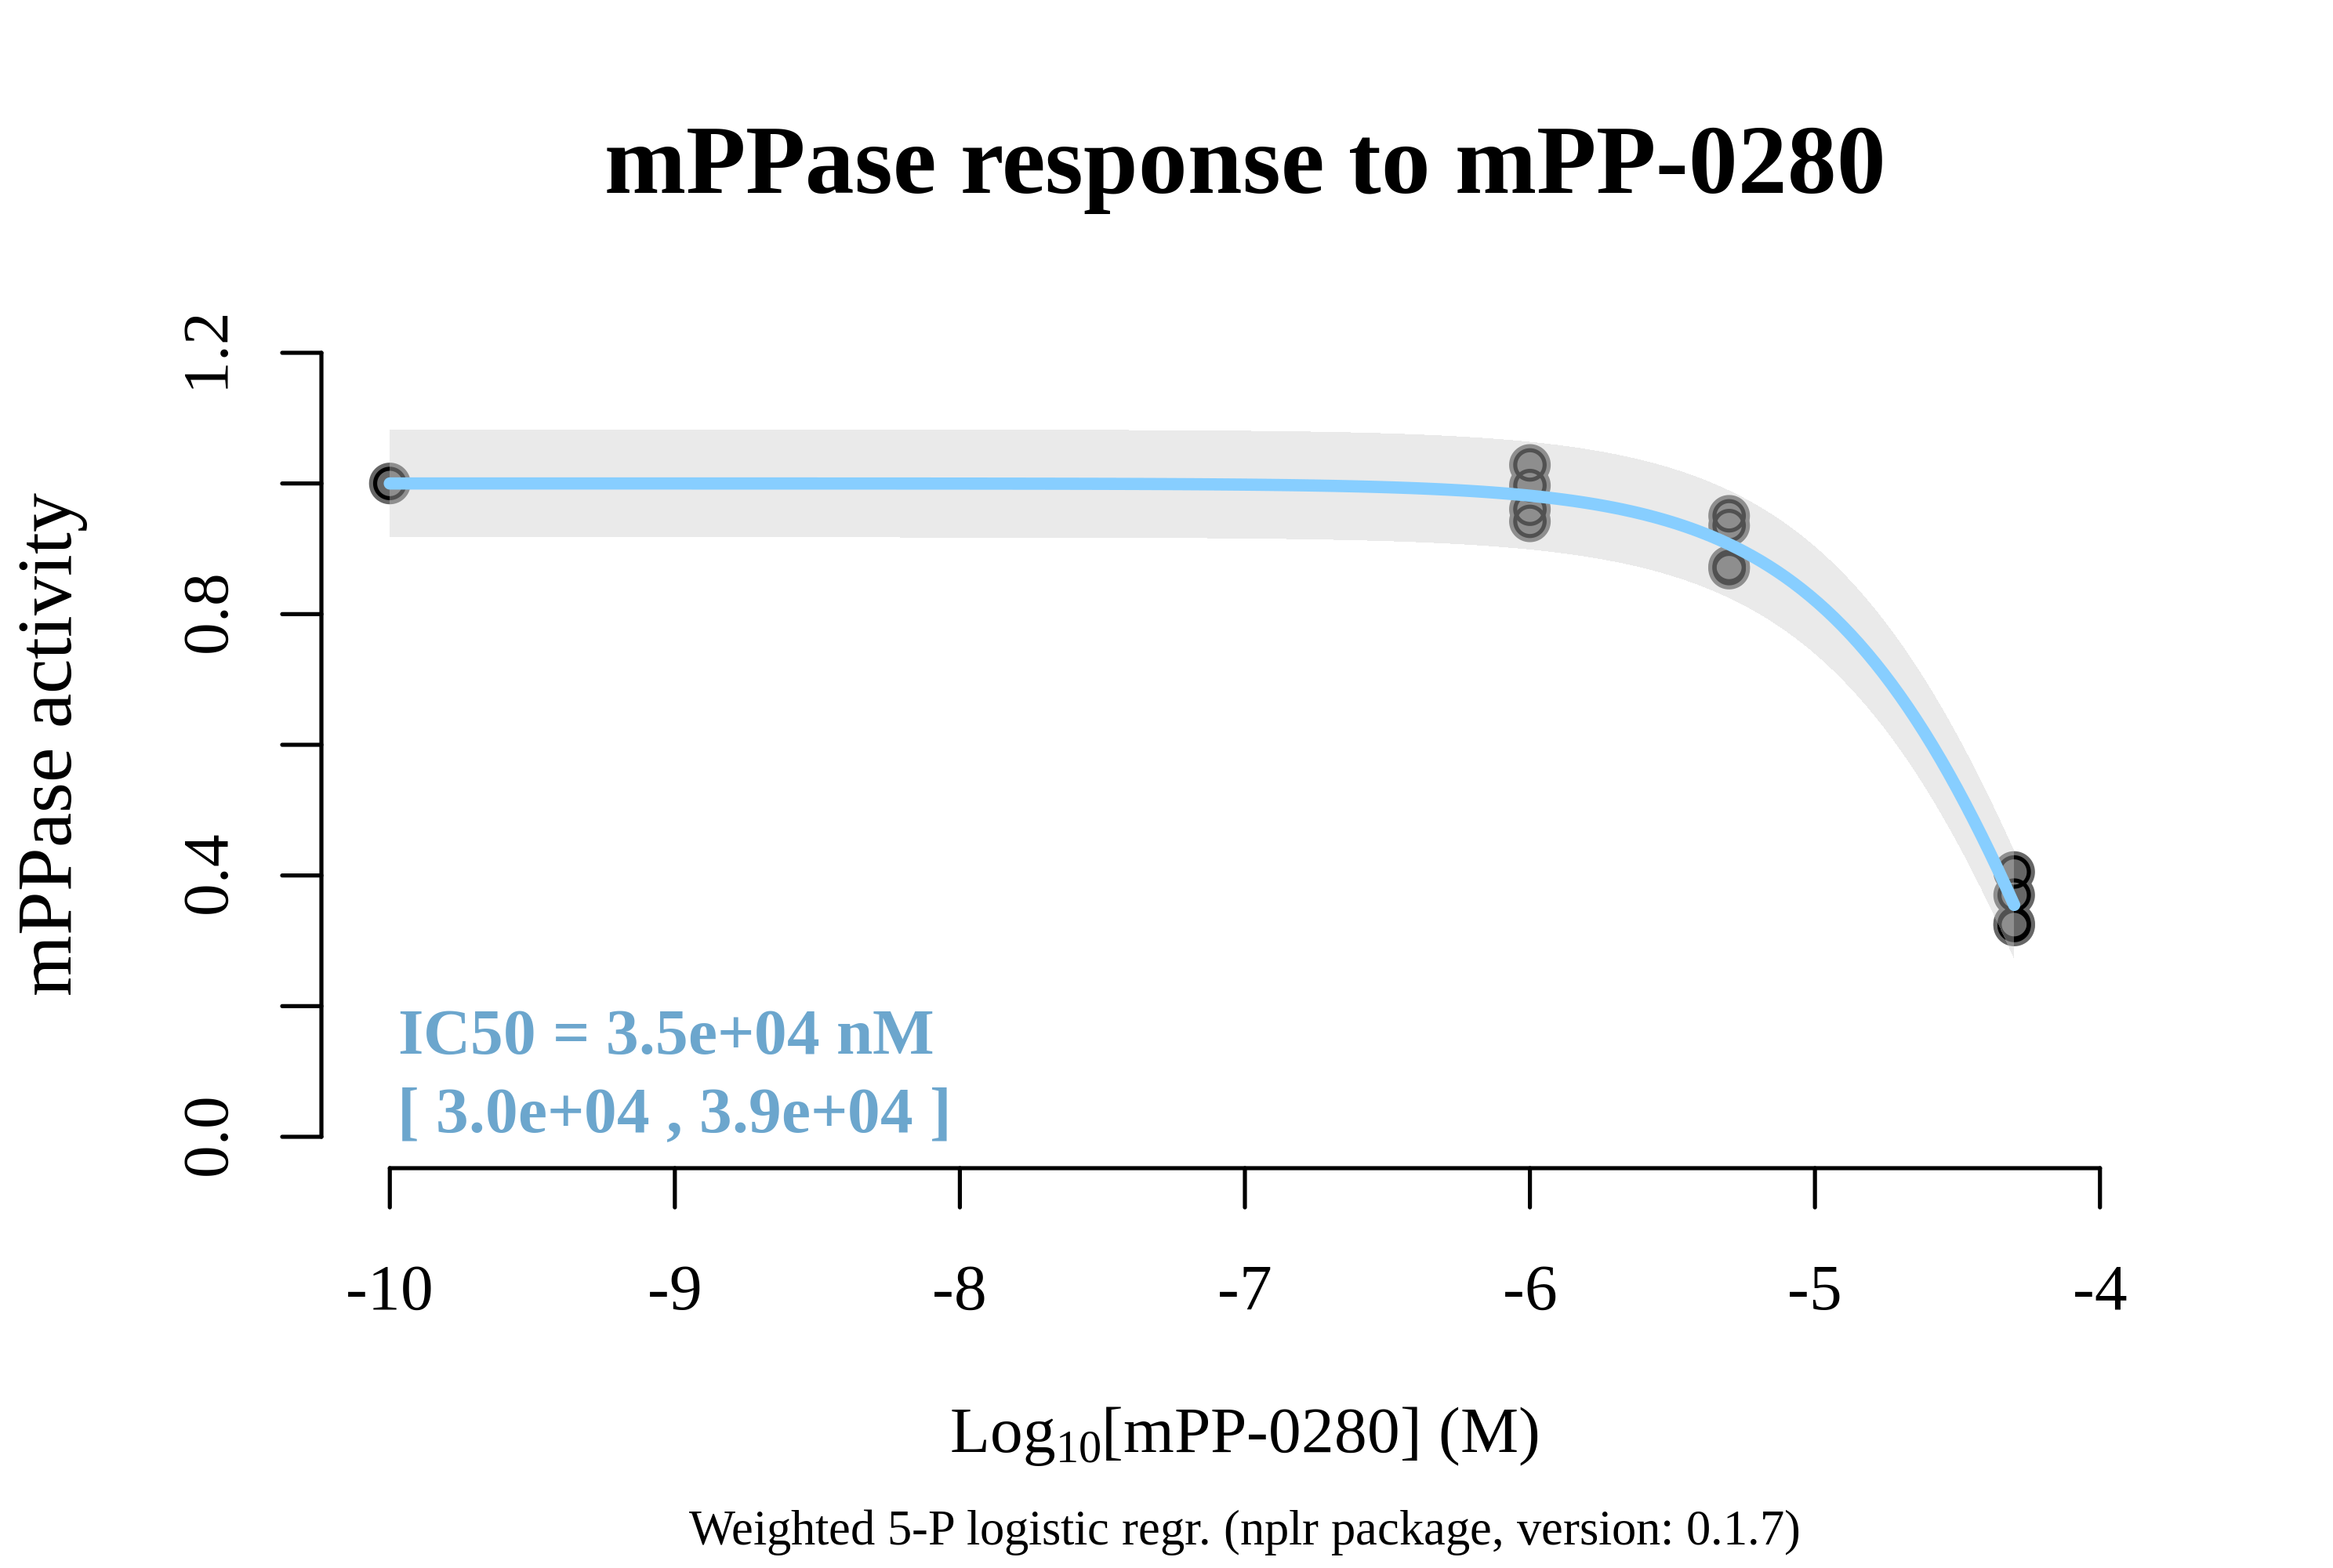 mPPase response to mPP-0280
mPPase activity
1.2
0.8
0.4
0.0
IC50 = 3.5e+04 nM
[ 3.0e+04 , 3.9e+04 ]
-10 -9 -8 -7 -6 -5 -4
Log10[mPP-0280] (M)
Weighted 5-P logistic regr. (nplr package, version: 0.1.7)